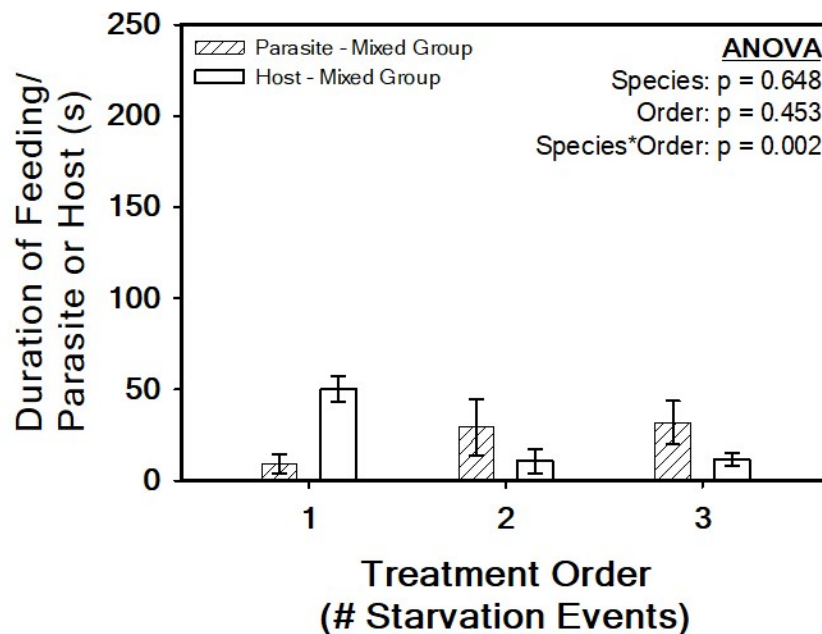 250
200
150
100
50
0
Duration of Feeding/
Parasite or Host (s)
Parasite - Mixed Group
Host - Mixed Group
ANOVA
Species: p = 0.648
Order: p = 0.453
Species*Order: p = 0.002
1
2
3
Treatment Order
(# Starvation Events)